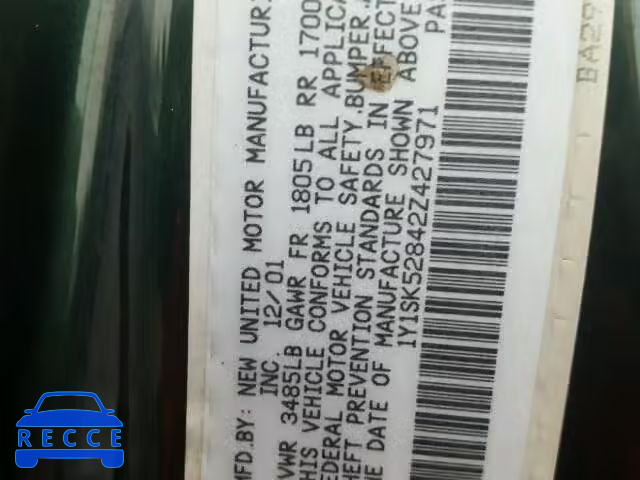 MFD.BY: NEW UNITED MOTOR MANUFACTUR
INC. 12/01
VWR 3485LB GAWR FR 1805LB RR 1700
HIS VEHICLE CONFORMS TO ALL APPLICA
EDERAL MOTOR VEHICLE SAFETY,BUMPER,A
HEFT PREVENTION STANDARDS IN EFFECT
HE DATE OF MANUFACTURE SHOWN ABOVE
1Y1SK52842Z427971 PA
BA29
RECCE